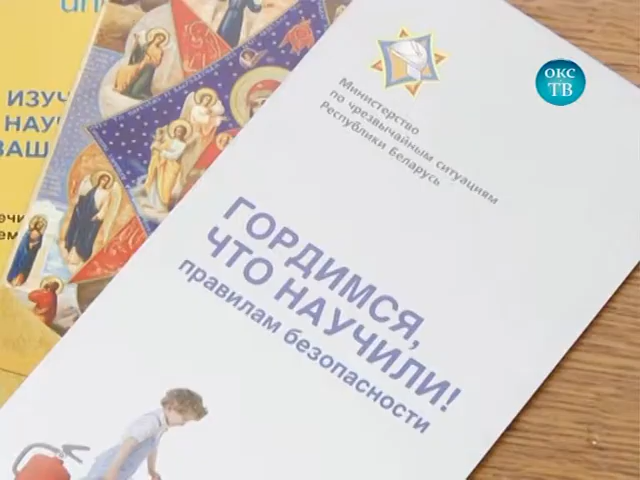 ОКС
ТВ
Министерство
по чрезвычайным ситуациям
Республики Беларусь
ГОРДИМСЯ,
ЧТО НАУЧИЛИ!
правилам безопасности
ИЗУЧ
НАУЧ
ВАШ